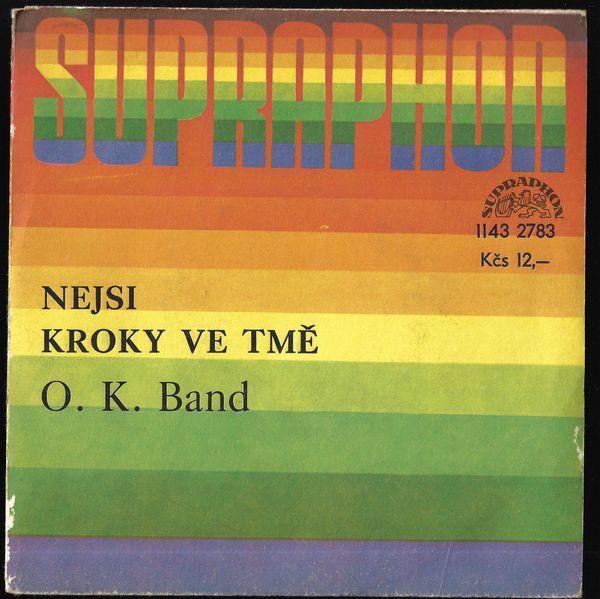 SUPRAPHON
SUPRAPHON
1143 2783
Kčs 12,—
NEJSI
KROKY VE TMĚ
O. K. Band